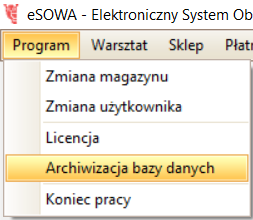 eSOWA - Elektroniczny System Ob
Program Warsztat Sklep
Zmiana magazynu
Zmiana użytkownika
Licencja
Archiwizacja bazy danych
Koniec pracy